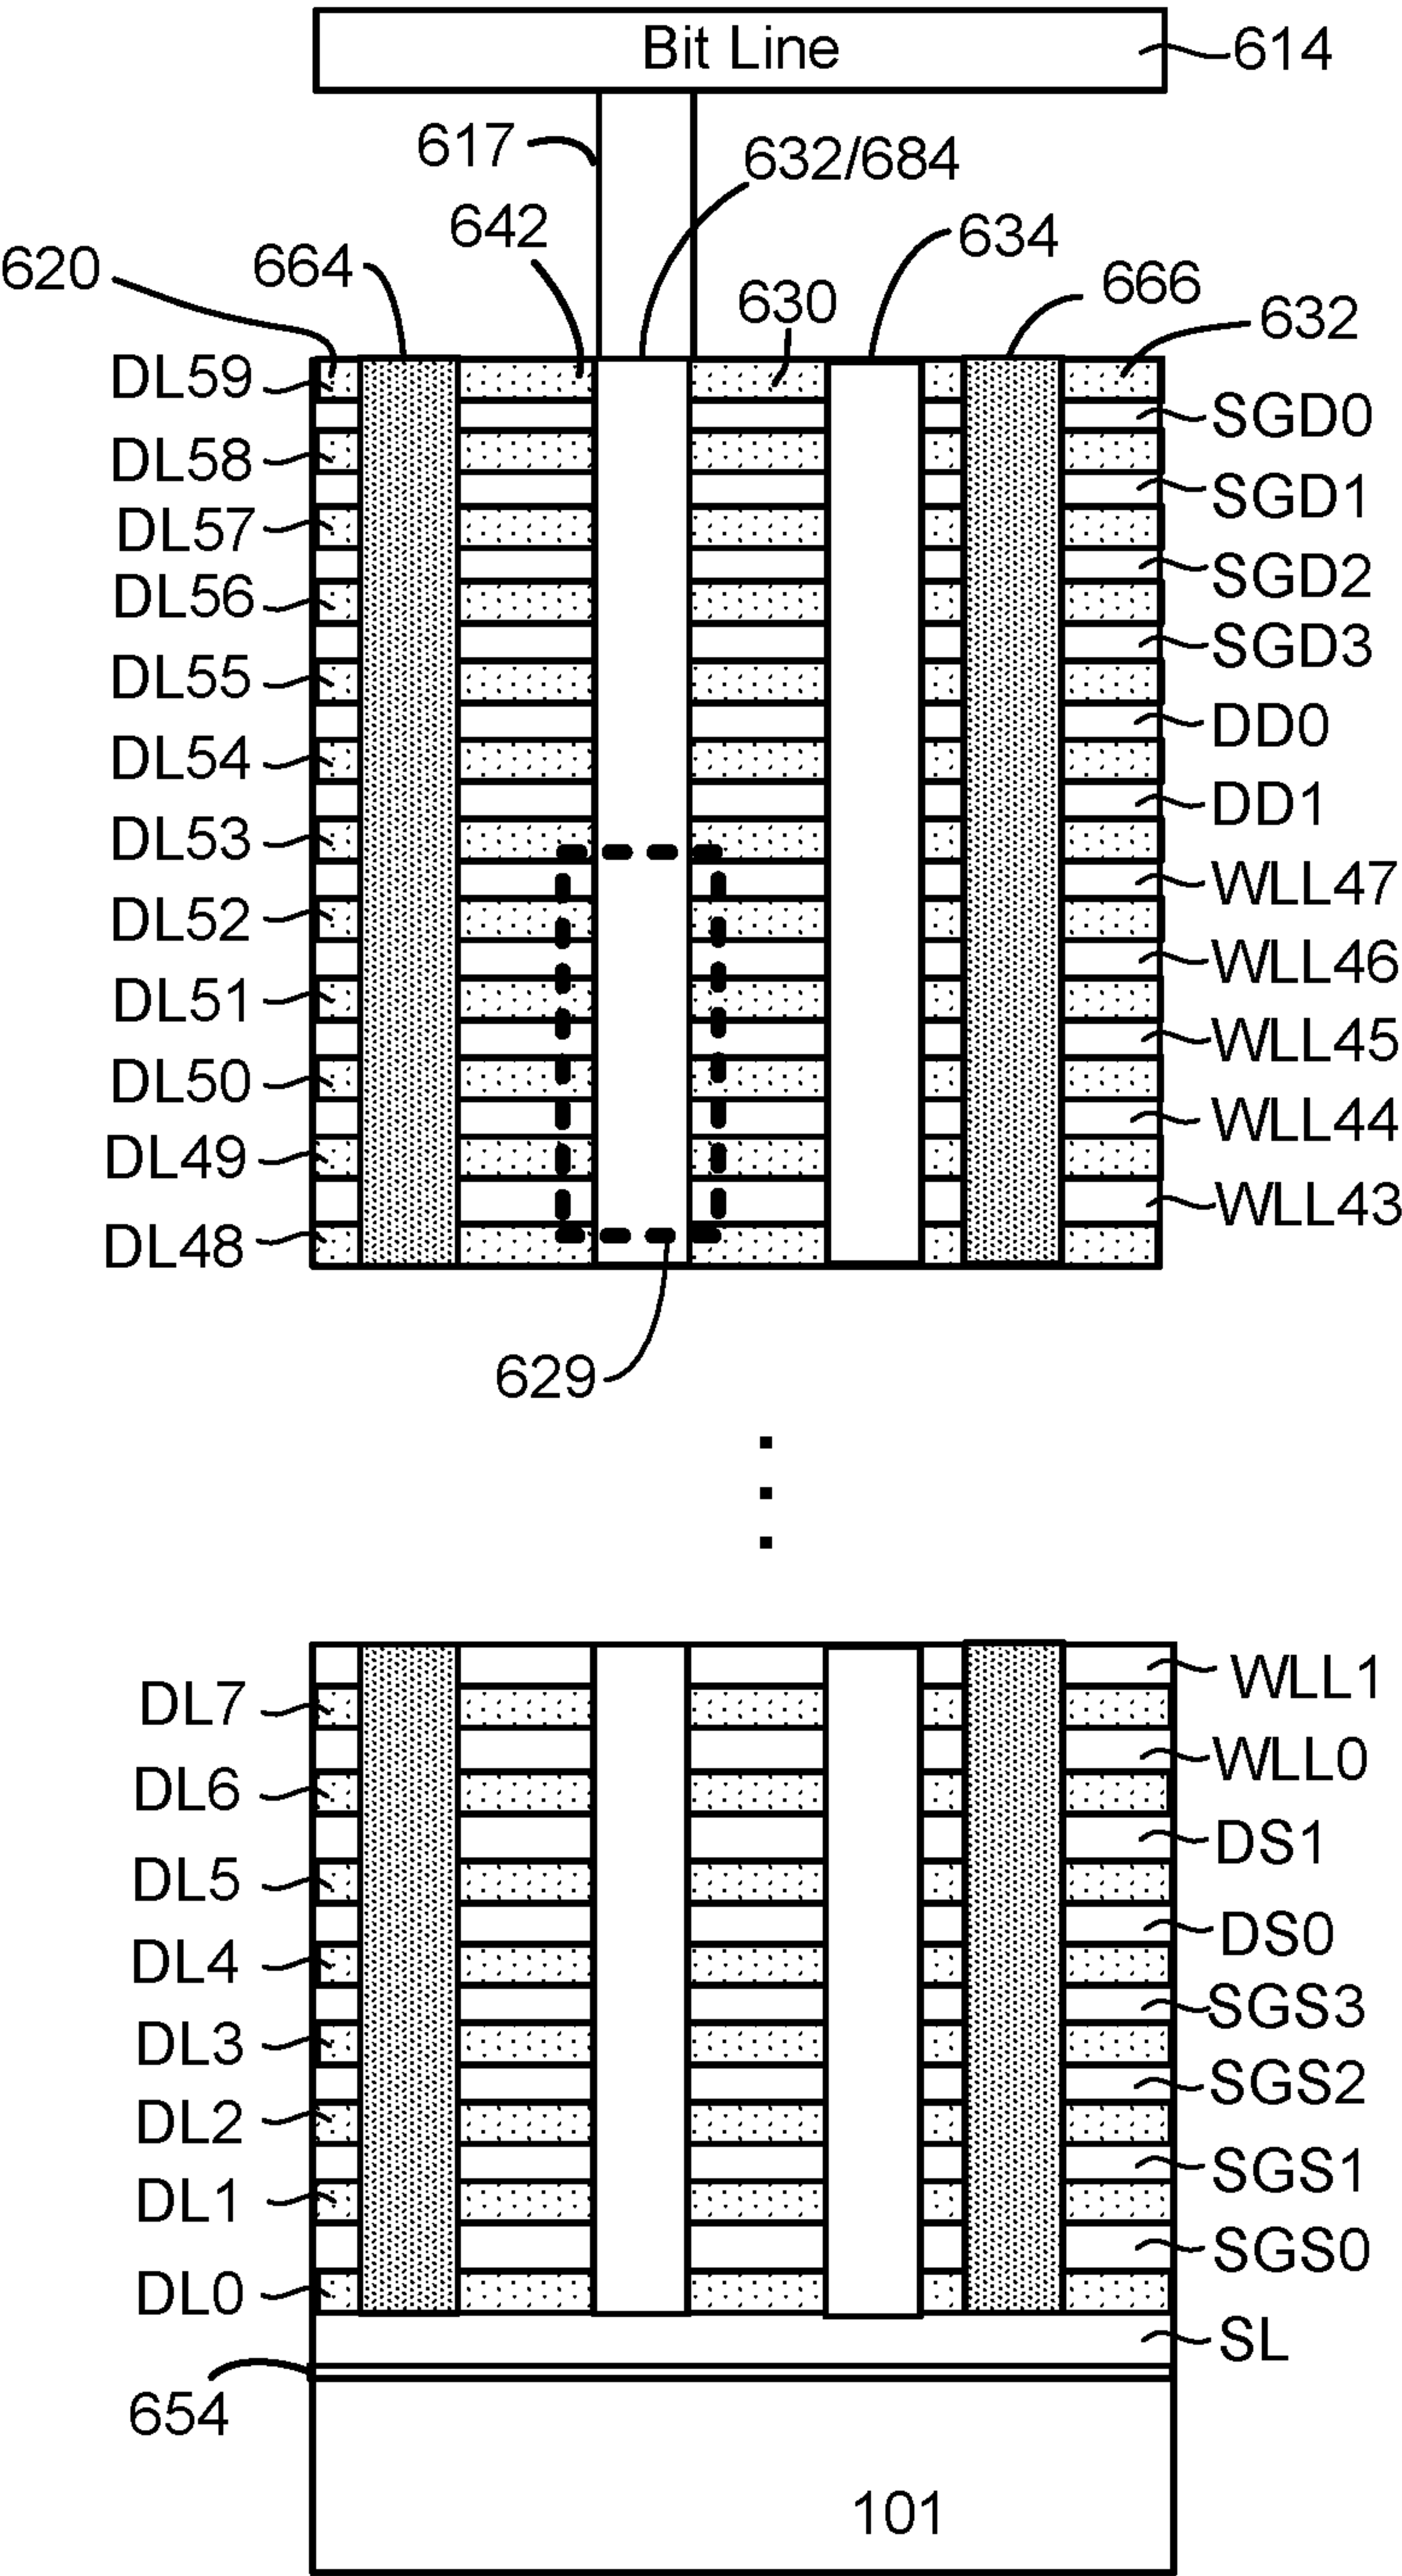 Bit Line
614
617
632/684
642
634
620
664
630
666
632
DL59
SGD0
DL58
SGD1
DL57
SGD2
DL56
SGD3
DL55
DD0
DL54
DD1
DL53
WLL47
DL52
WLL46
DL51
WLL45
DL50
WLL44
DL49
WLL43
DL48
629
WLL1
DL7
WLL0
DL6
DS1
DL5
DS0
DL4
SGS3
DL3
SGS2
DL2
SGS1
DL1
SGS0
DL0
SL
654
101